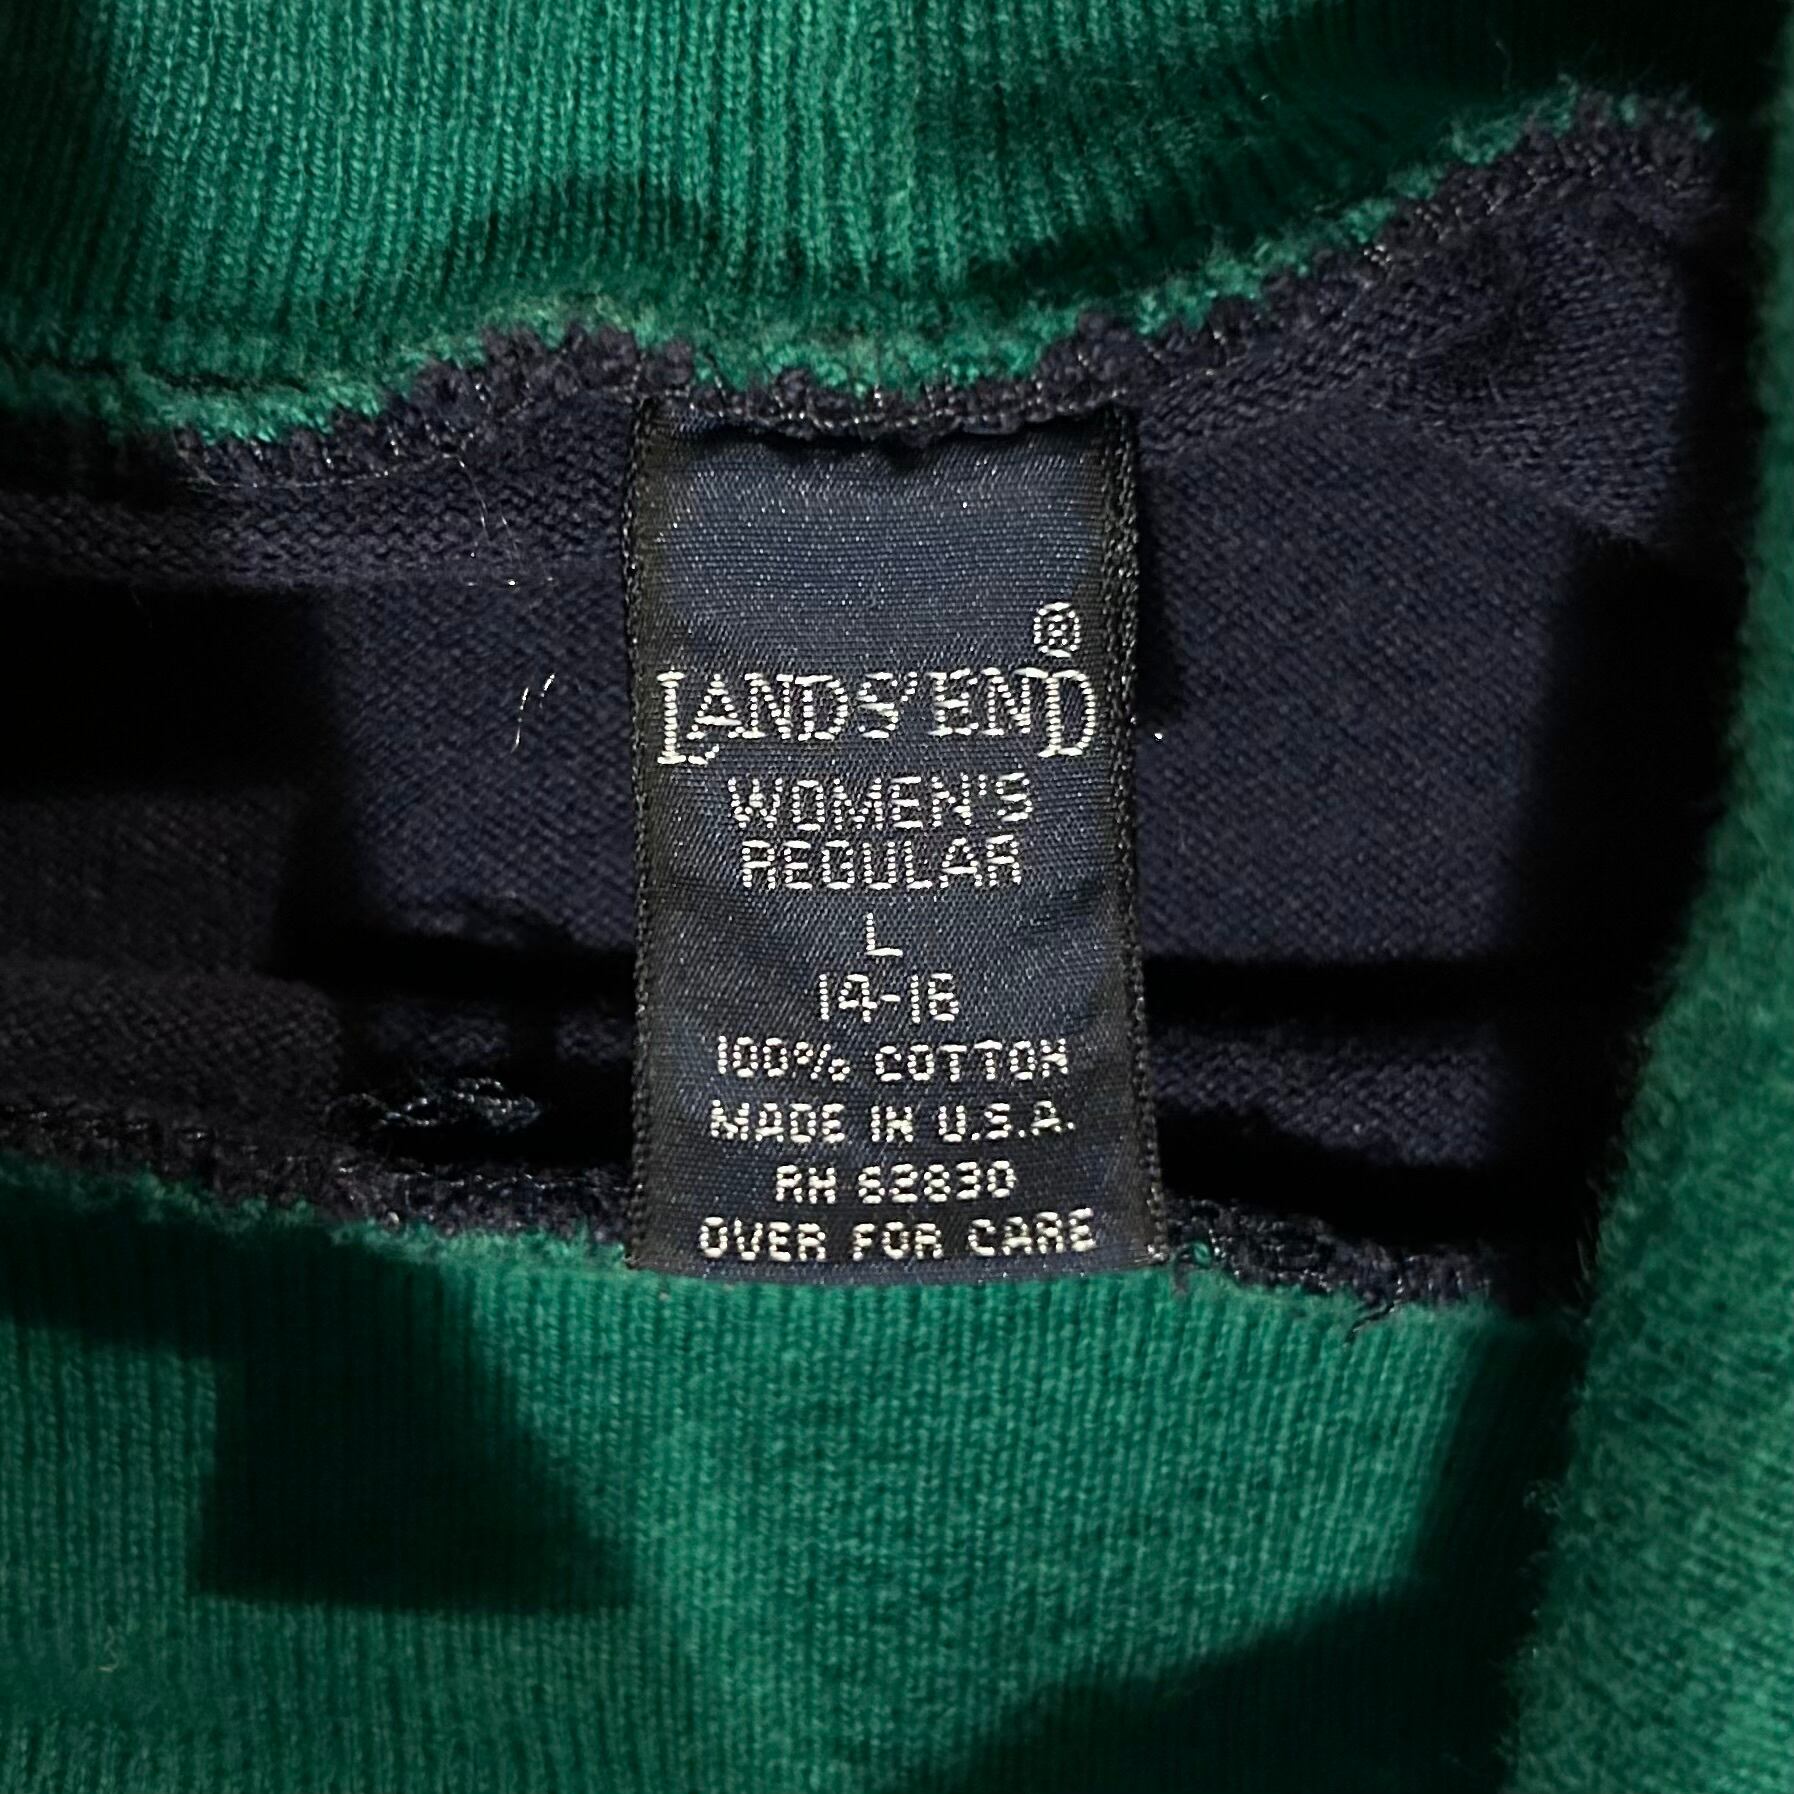 ®
LANDS' END
WOMEN'S
REGULAR
L
14-16
100% COTTON
MADE IN U.S.A.
RN 62830
OVER FOR CARE